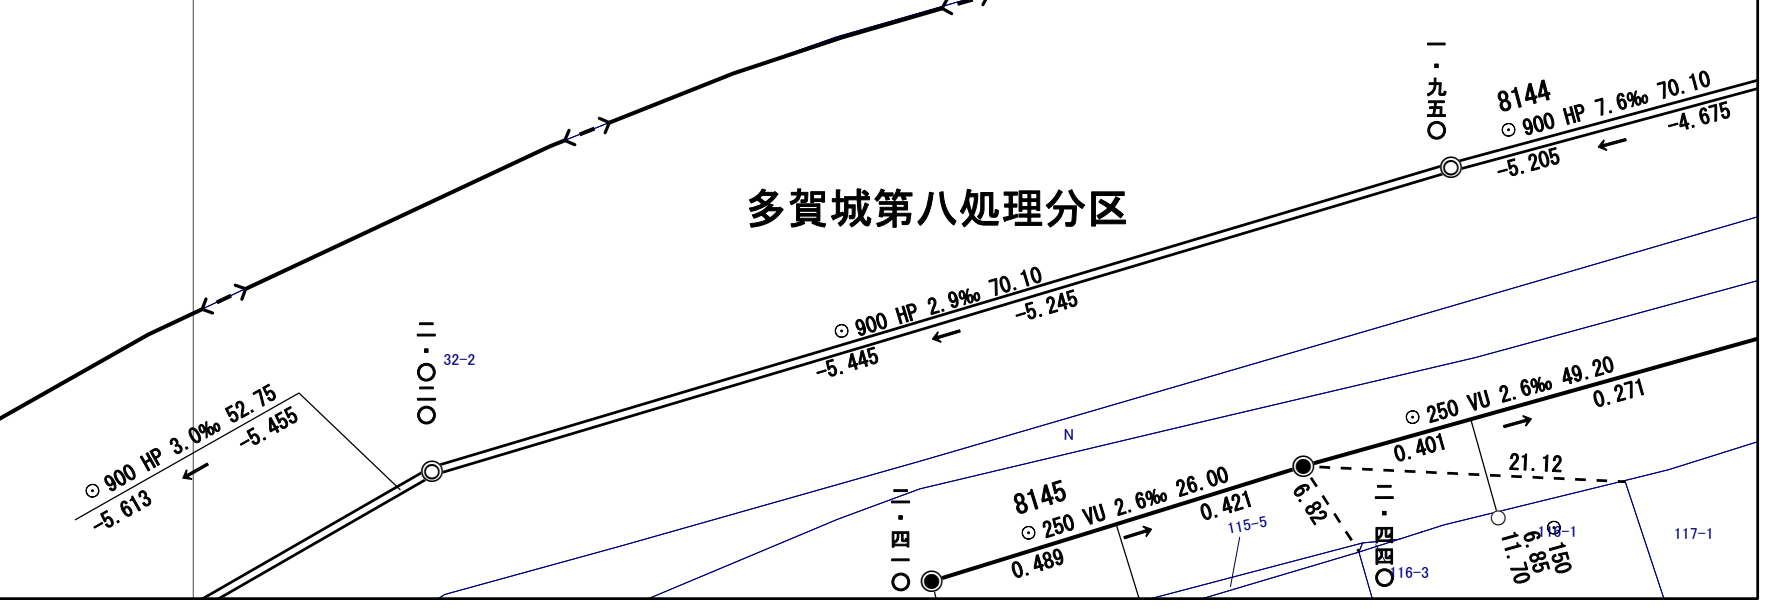 一・九五〇
8144
⊙ 900 HP 7.6‰ 70.10
-4.675
-5.205
多賀城第八処理分区
⊙ 900 HP 2.9‰ 70.10
-5.245
-5.445
二・〇二〇
32-2
⊙ 900 HP 3.0‰ 52.75
-5.455
-5.613
⊙ 250 VU 2.6‰ 49.20
0.271
0.401
N
21.12
8145
⊙ 250 VU 2.6‰ 26.00
0.421
0.489
二・四一〇
6.82
二・四四〇
115-5
116-3
⊙ 150
6.85
11.70
117-1